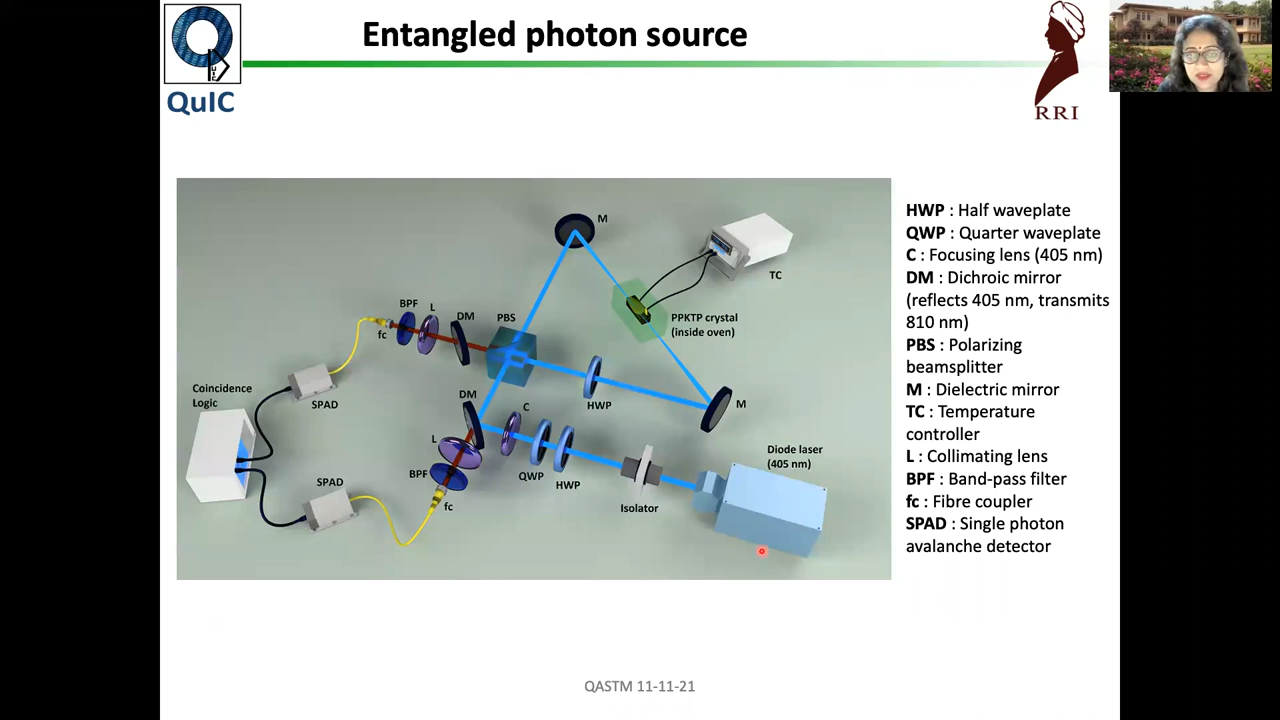 Entangled photon source
QuIC
RRI
M
TC
BPF
L
DM
PBS
fc
PPKTP crystal
(inside oven)
Coincidence
Logic
SPAD
HWP
M
DM
C
L
BPF
QWP
HWP
fc
SPAD
Isolator
Diode laser
(405 nm)
HWP : Half waveplate
QWP : Quarter waveplate
C : Focusing lens (405 nm)
DM : Dichroic mirror
(reflects 405 nm, transmits
810 nm)
PBS : Polarizing
beamsplitter
M : Dielectric mirror
TC : Temperature
controller
L : Collimating lens
BPF : Band-pass filter
fc : Fibre coupler
SPAD : Single photon
avalanche detector
QASTM 11-11-21